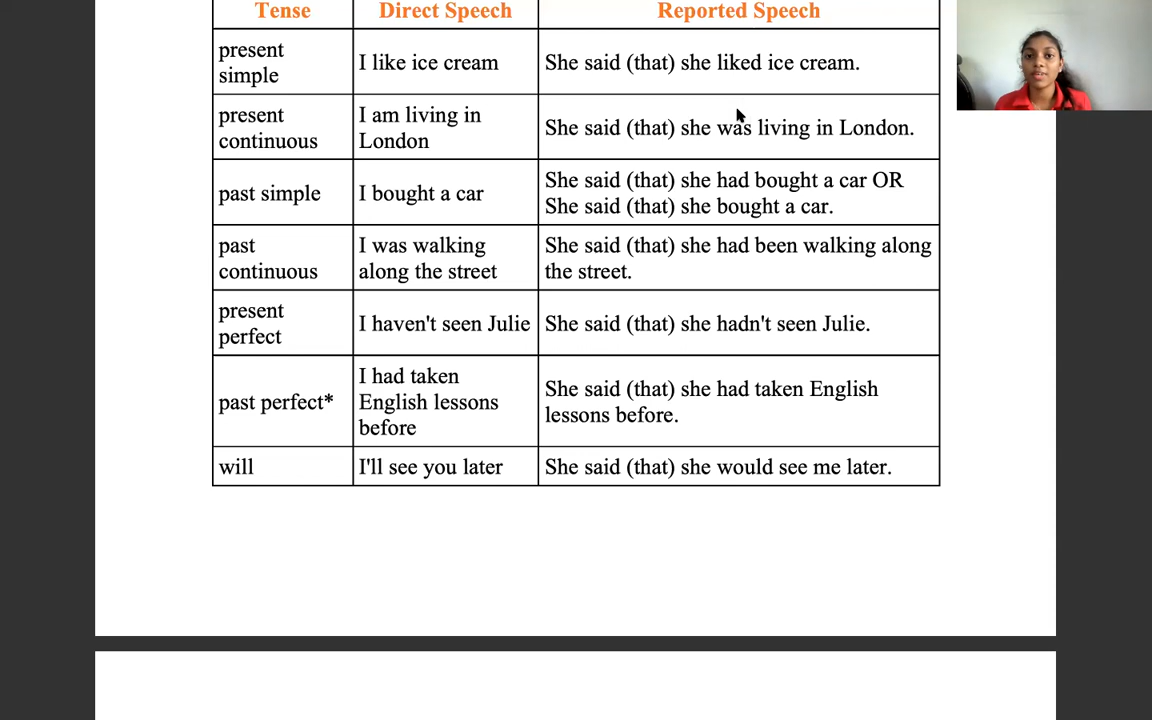 Tense Direct Speech Reported Speech
present
simple
I like ice cream
She said (that) she liked ice cream.
present
continuous
I am living in
London
She said (that) she was living in London.
past simple
I bought a car
She said (that) she had bought a car OR
She said (that) she bought a car.
past
continuous
I was walking
along the street
She said (that) she had been walking along
the street.
present
perfect
I haven't seen Julie
She said (that) she hadn't seen Julie.
past perfect*
I had taken
English lessons
before
She said (that) she had taken English
lessons before.
will
I'll see you later
She said (that) she would see me later.